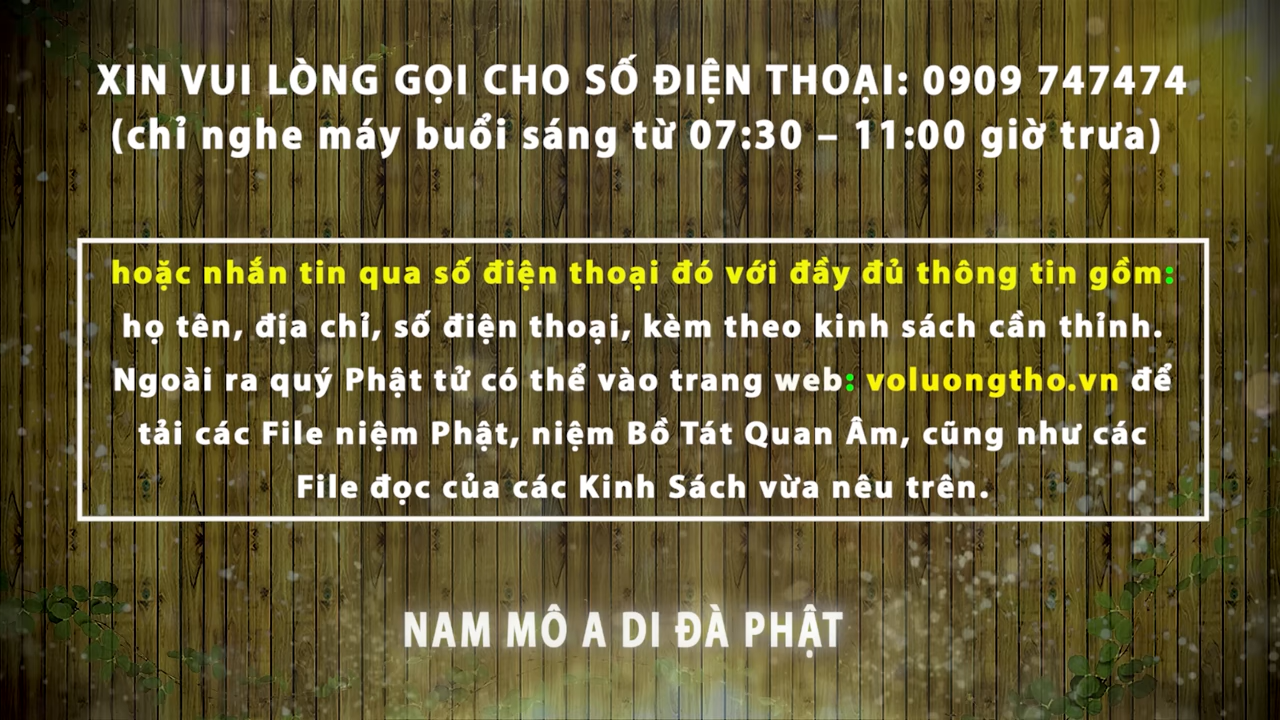 XIN VUI LÒNG GỌI CHO SỐ ĐIỆN THOẠI: 0909 747474
(chỉ nghe máy buổi sáng từ 07:30 – 11:00 giờ trưa)
hoặc nhắn tin qua số điện thoại đó với đầy đủ thông tin gồm:
họ tên, địa chỉ, số điện thoại, kèm theo kinh sách cần thỉnh.
Ngoài ra quý Phật tử có thể vào trang web: voluongtho.vn để
tải các File niệm Phật, niệm Bồ Tát Quan Âm, cũng như các
File đọc của các Kinh Sách vừa nêu trên.
NAM MÔ A DI ĐÀ PHẬT